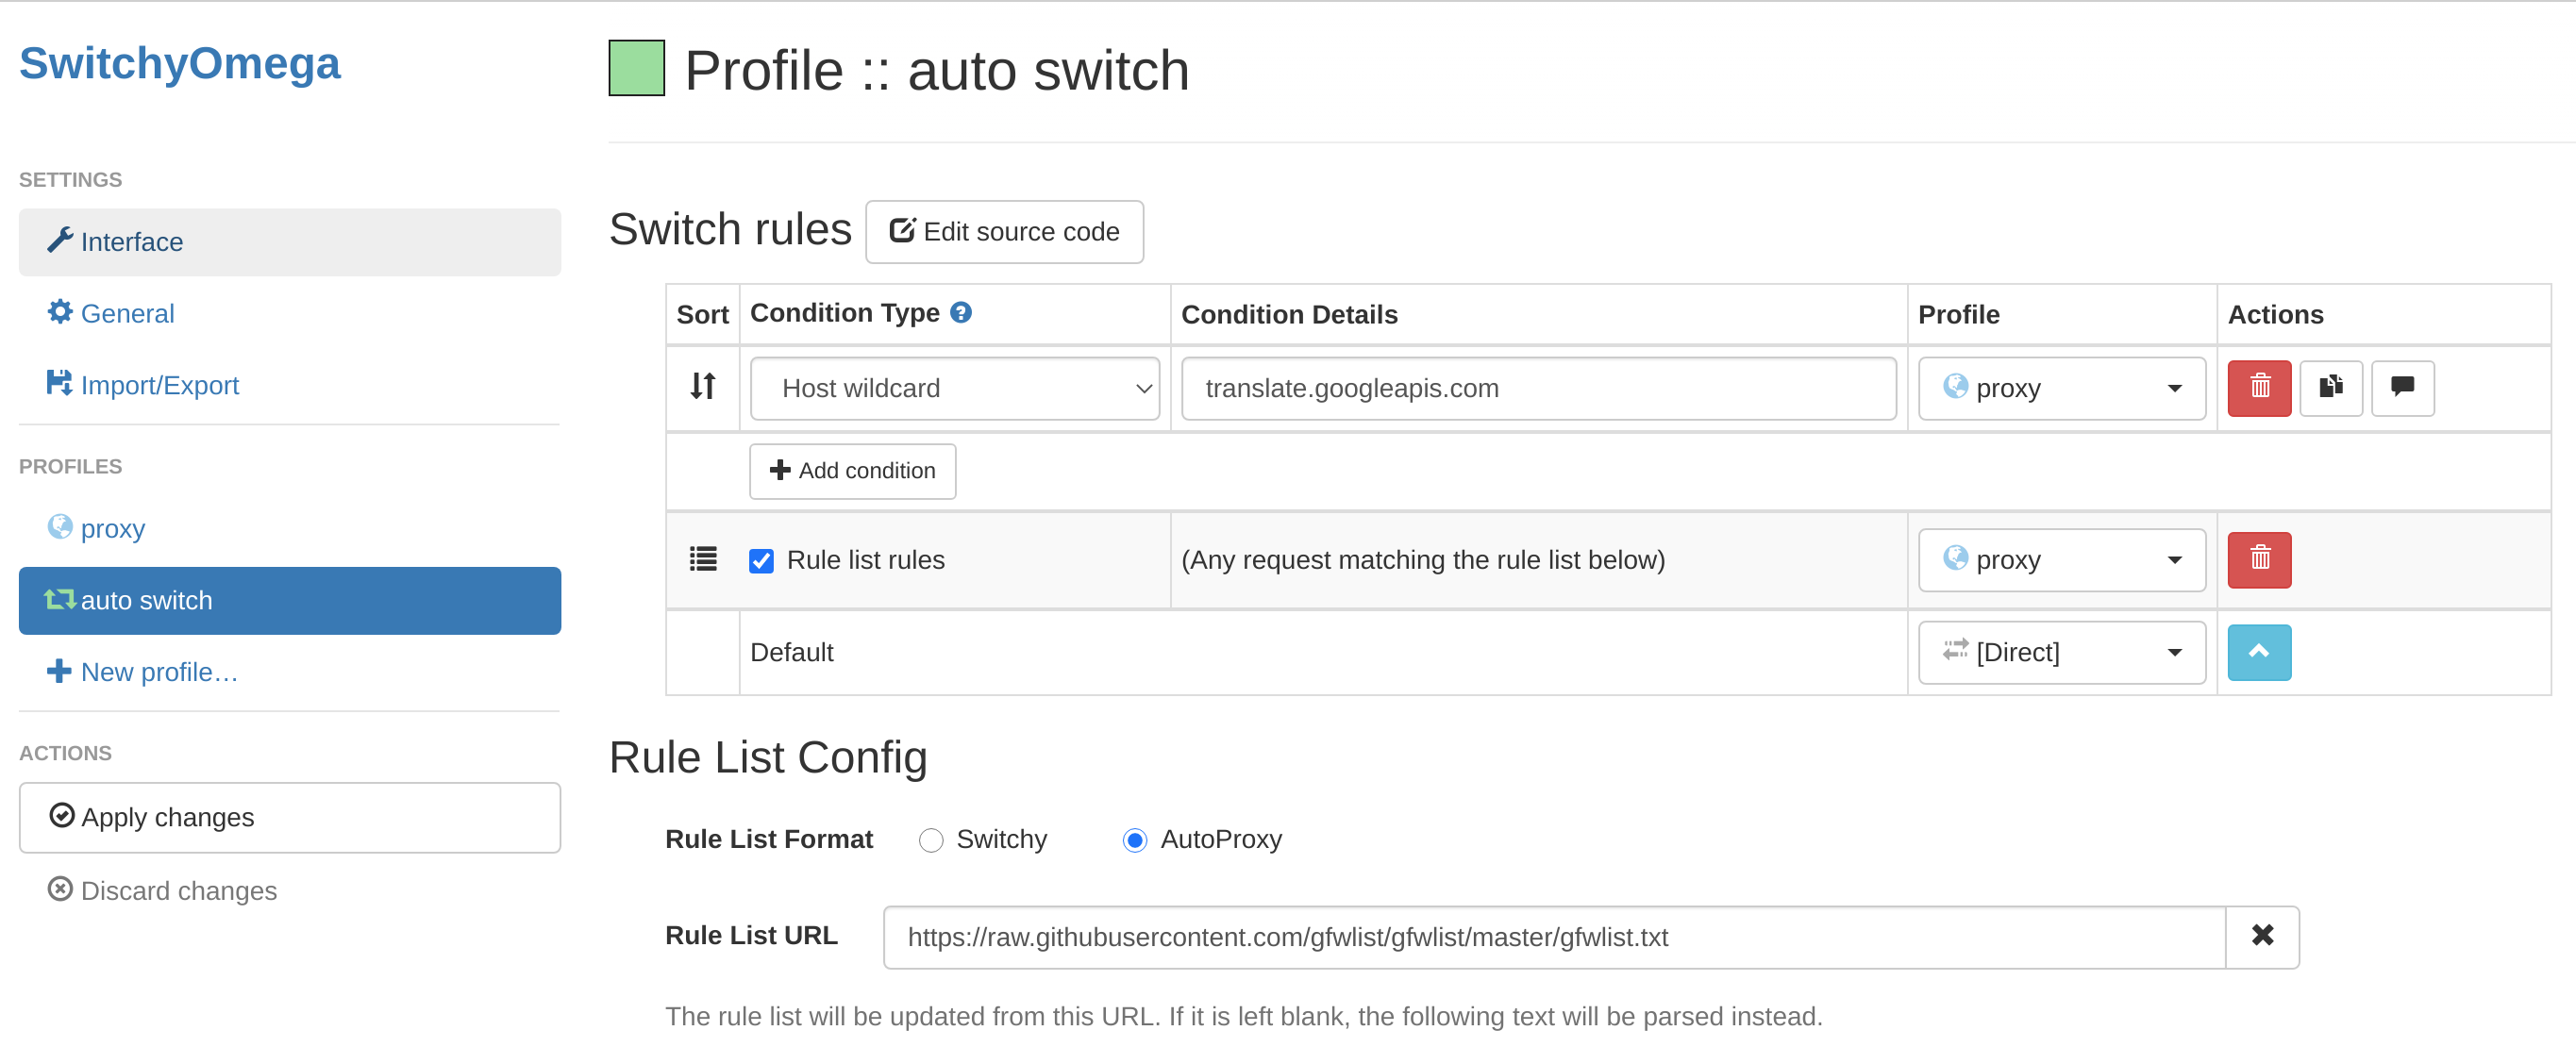 SwitchyOmega
SETTINGS
Interface
General
Import/Export
PROFILES
proxy
auto switch
New profile…
ACTIONS
Apply changes
Discard changes
Profile :: auto switch
Switch rules
Edit source code
Sort Condition Type Condition Details Profile Actions
Host wildcard translate.googleapis.com proxy
Add condition
Rule list rules (Any request matching the rule list below) proxy
Default [Direct]
Rule List Config
Rule List Format Switchy AutoProxy
Rule List URL https://raw.githubusercontent.com/gfwlist/gfwlist/master/gfwlist.txt
The rule list will be updated from this URL. If it is left blank, the following text will be parsed instead.